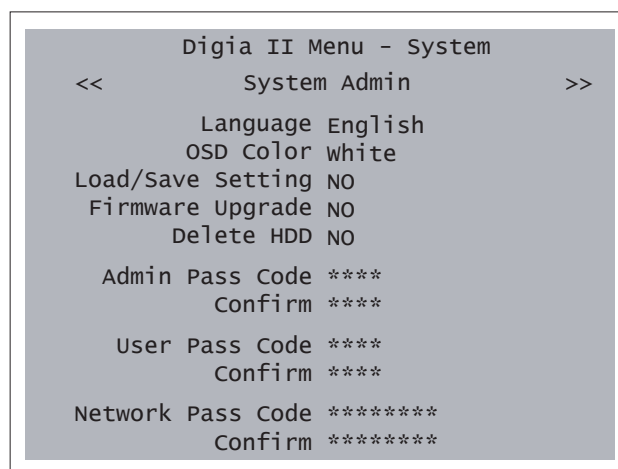 Digia II Menu - System
<< System Admin >>
Language English
OSD Color White
Load/Save Setting NO
Firmware Upgrade NO
Delete HDD NO
Admin Pass Code ****
Confirm ****
User Pass Code ****
Confirm ****
Network Pass Code ********
Confirm ********